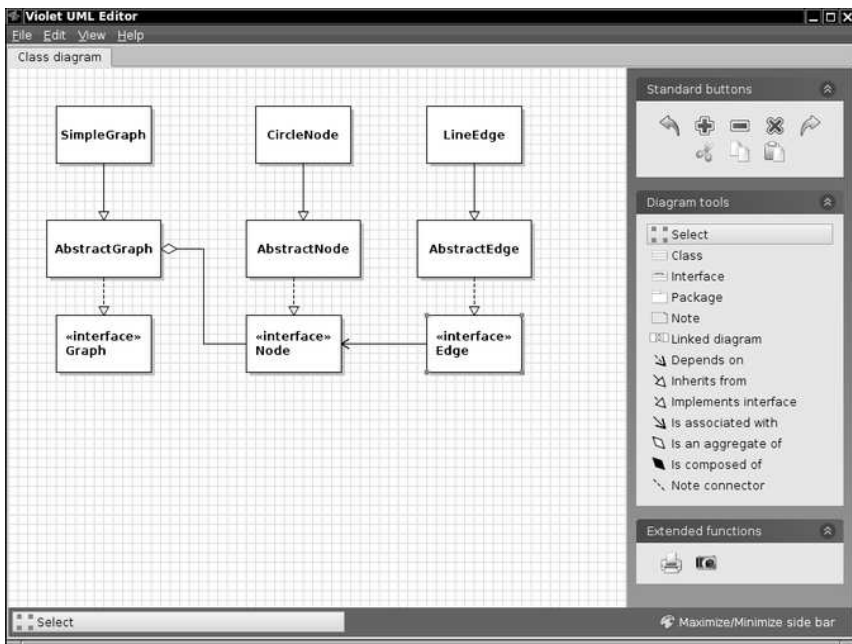 Violet UML Editor
File Edit View Help
Class diagram
SimpleGraph
CircleNode
LineEdge
AbstractGraph
AbstractNode
AbstractEdge
«interface»
Graph
«interface»
Node
«interface»
Edge
Standard buttons
Diagram tools
Select
Class
Interface
Package
Note
Linked diagram
Depends on
Inherits from
Implements interface
Is associated with
Is an aggregate of
Is composed of
Note connector
Extended functions
Select
Maximize/Minimize side bar